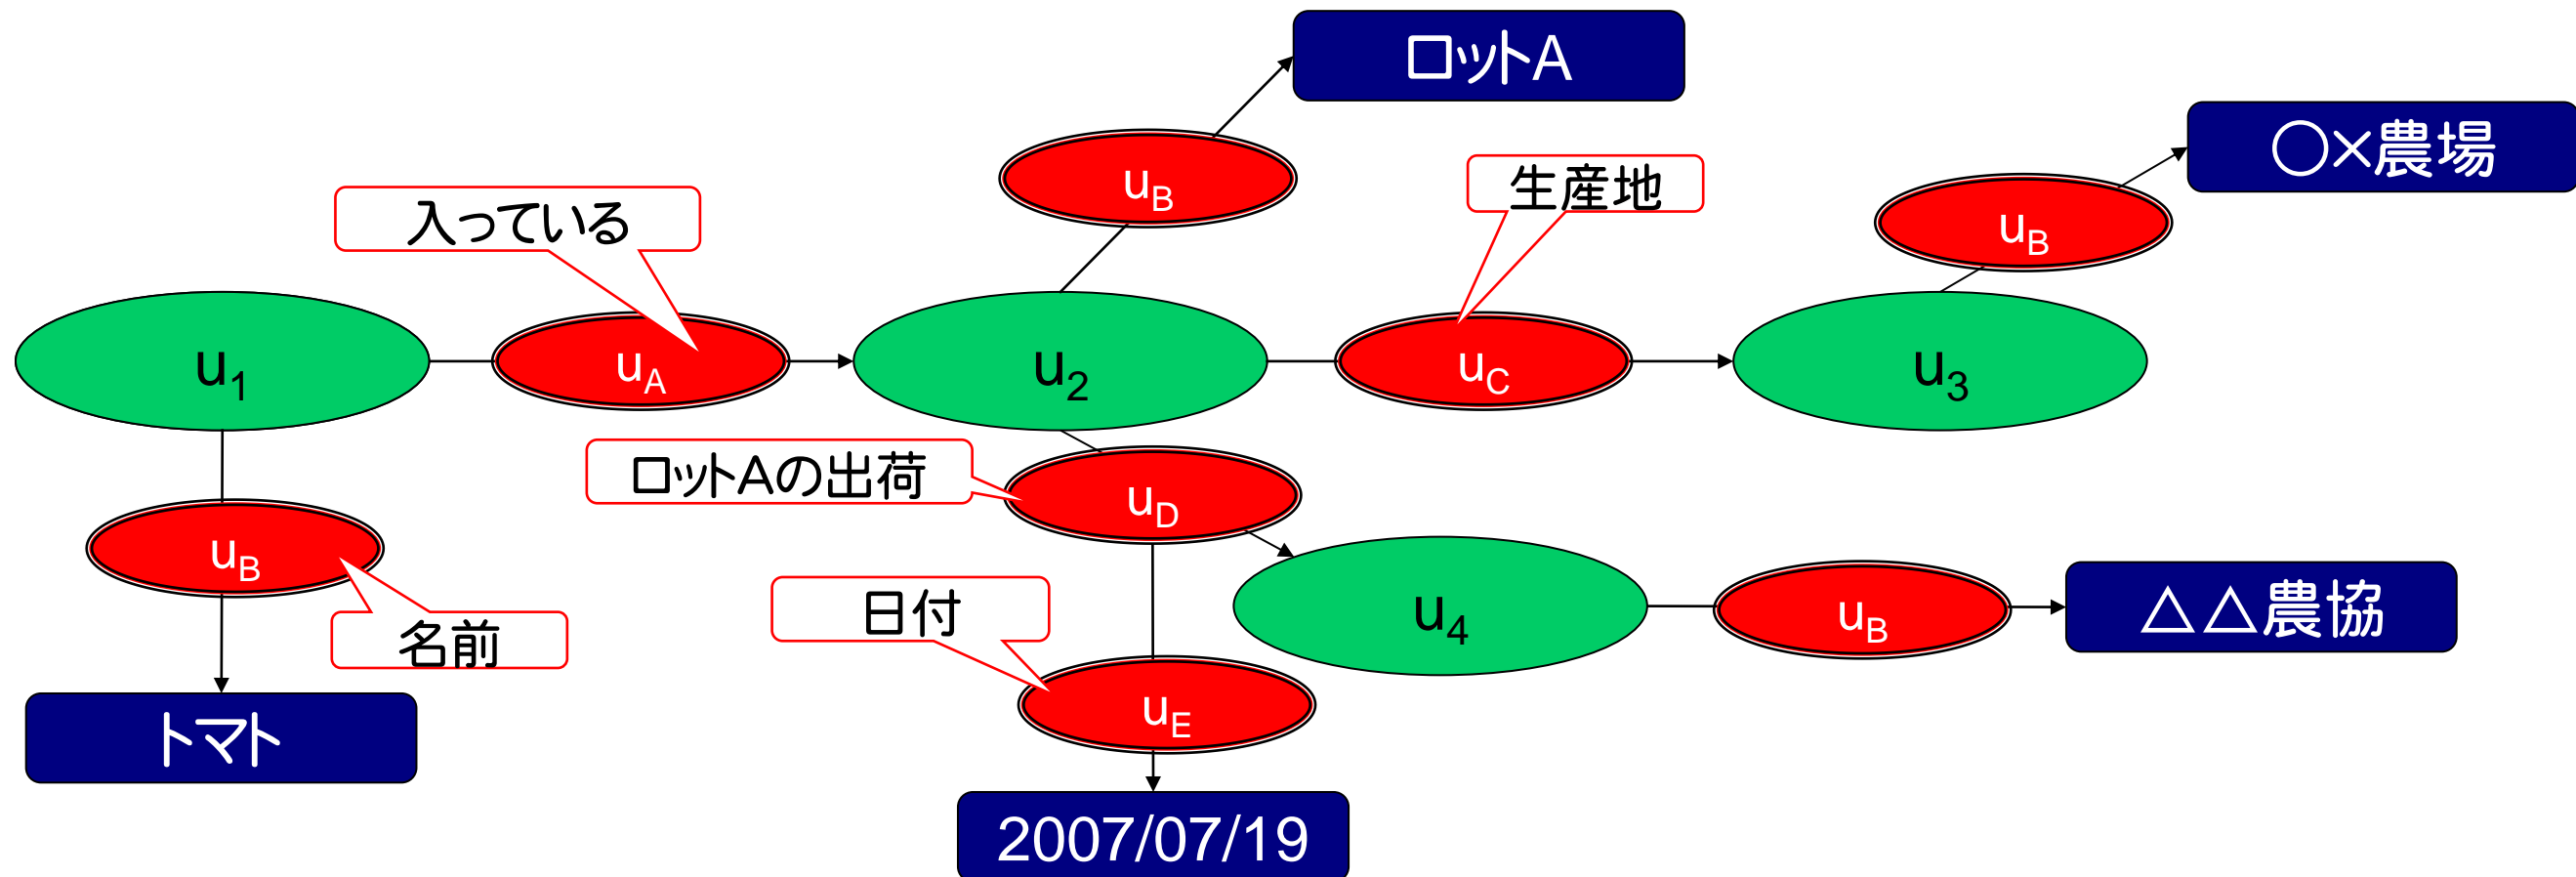 ロットA
○×農場
uB
生産地
uB
入っている
u1
uA
u2
uC
u3
ロットAの出荷
uD
uB
日付
u4
uB
△△農協
名前
uE
トマト
2007/07/19